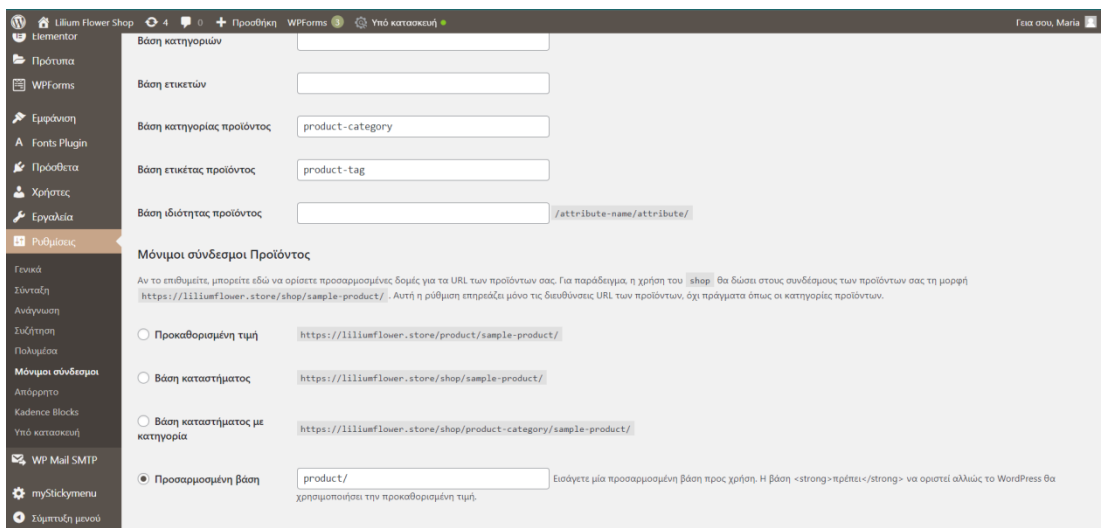 Lilium Flower Shop 4 0 Προσθήκη WPForms 3 Υπό κατασκευή
Γεια σου, Maria
Elementor
Πρότυπα
WPForms
Εμφάνιση
Fonts Plugin
Πρόσθετα
Χρήστες
Εργαλεία
Ρυθμίσεις
Γενικά
Σύνταξη
Ανάγνωση
Συζήτηση
Πολυμέσα
Μόνιμοι σύνδεσμοι
Απόρρητο
Kadence Blocks
Υπό κατασκευή
WP Mail SMTP
myStickymenu
Σύμπτυξη μενού
Βάση κατηγοριών
Βάση ετικετών
Βάση κατηγορίας προϊόντος product-category
Βάση ετικέτας προϊόντος product-tag
Βάση ιδιότητας προϊόντος /attribute-name/attribute/
Μόνιμοι σύνδεσμοι Προϊόντος
Αν το επιθυμείτε, μπορείτε εδώ να ορίσετε προσαρμοσμένες δομές για τα URL των προϊόντων σας. Για παράδειγμα, η χρήση του shop θα δώσει στους συνδέσμους των προϊόντων σας τη μορφή
https://liliumflower.store/shop/sample-product/ . Αυτή η ρύθμιση επηρεάζει μόνο τις διευθύνσεις URL των προϊόντων, όχι πράγματα όπως οι κατηγορίες προϊόντων.
Προκαθορισμένη τιμή https://liliumflower.store/product/sample-product/
Βάση καταστήματος https://liliumflower.store/shop/sample-product/
Βάση καταστήματος με
κατηγορία https://liliumflower.store/shop/product-category/sample-product/
Προσαρμοσμένη βάση product/ Εισάγετε μία προσαρμοσμένη βάση προς χρήση. Η βάση <strong>πρέπει</strong> να οριστεί αλλιώς το WordPress θα
χρησιμοποιήσει την προκαθορισμένη τιμή.